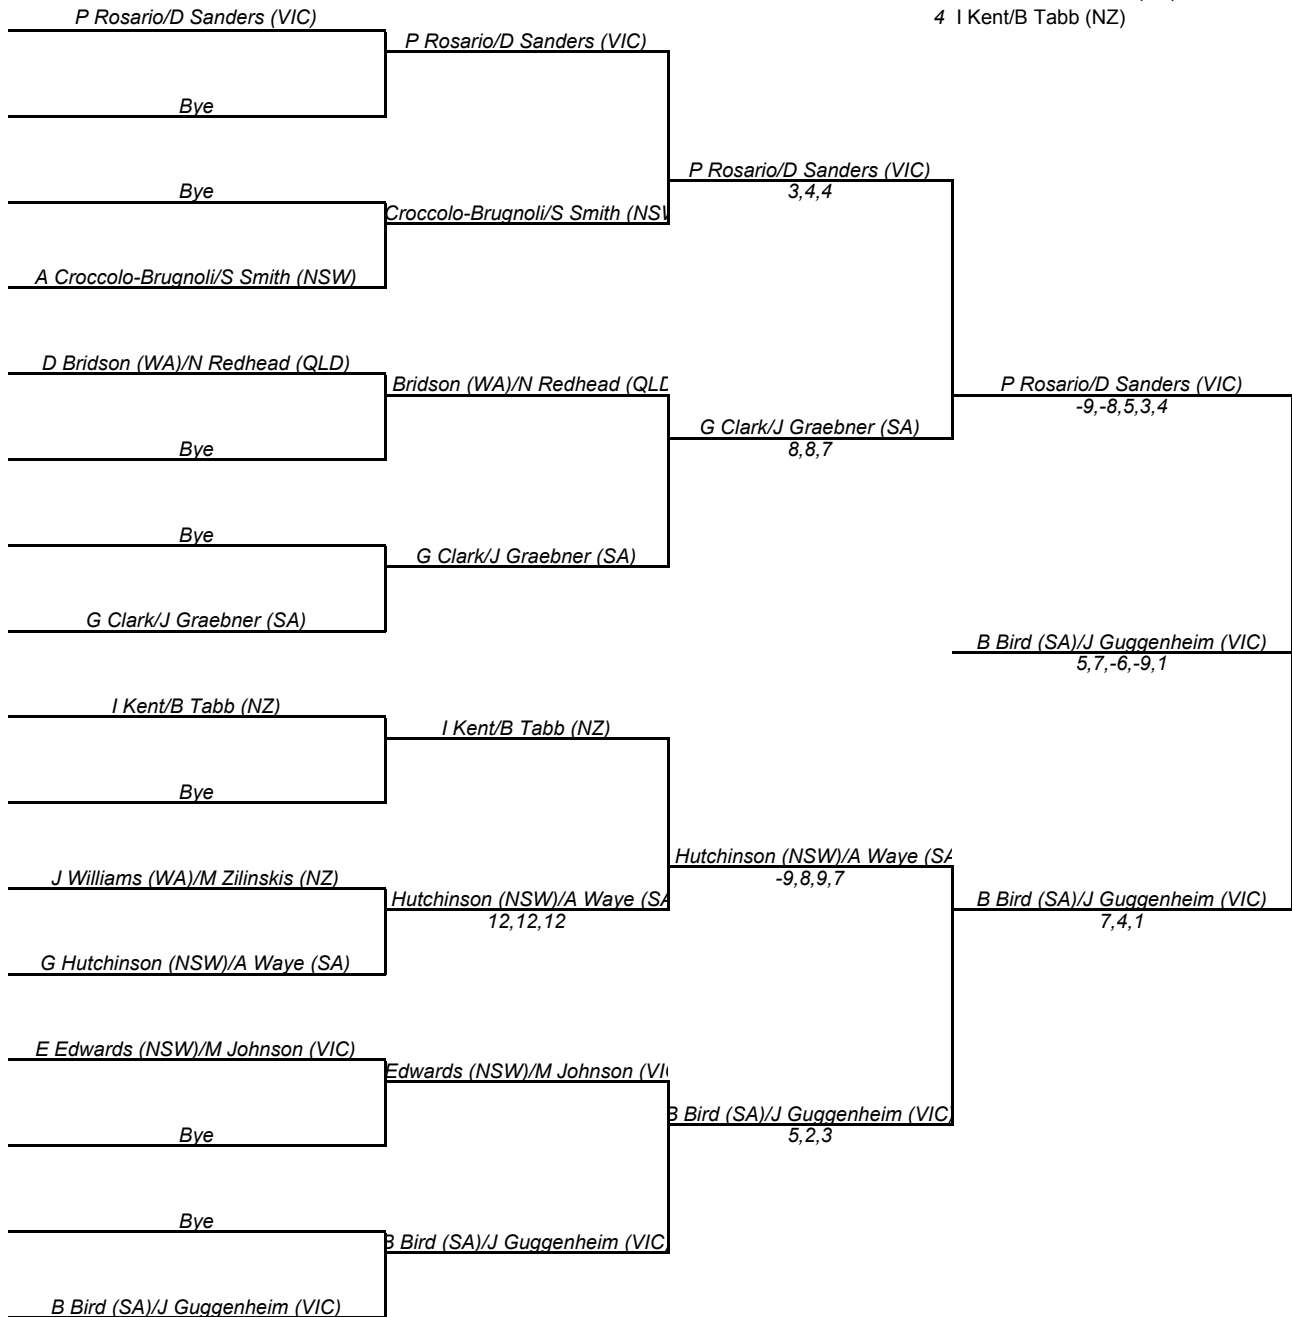 P Rosario/D Sanders (VIC)
4 I Kent/B Tabb (NZ)
P Rosario/D Sanders (VIC)
Bye
P Rosario/D Sanders (VIC)
3,4,4
Bye
Croccolo-Brugnoli/S Smith (NSW
A Croccolo-Brugnoli/S Smith (NSW)
D Bridson (WA)/N Redhead (QLD)
Bridson (WA)/N Redhead (QLD
P Rosario/D Sanders (VIC)
-9,-8,5,3,4
G Clark/J Graebner (SA)
8,8,7
Bye
Bye
G Clark/J Graebner (SA)
G Clark/J Graebner (SA)
B Bird (SA)/J Guggenheim (VIC)
5,7,-6,-9,1
I Kent/B Tabb (NZ)
I Kent/B Tabb (NZ)
Bye
Hutchinson (NSW)/A Waye (SA
-9,8,9,7
J Williams (WA)/M Zilinskis (NZ)
Hutchinson (NSW)/A Waye (SA
12,12,12
B Bird (SA)/J Guggenheim (VIC)
7,4,1
G Hutchinson (NSW)/A Waye (SA)
E Edwards (NSW)/M Johnson (VIC)
Edwards (NSW)/M Johnson (VIC
B Bird (SA)/J Guggenheim (VIC)
5,2,3
Bye
Bye
B Bird (SA)/J Guggenheim (VIC
B Bird (SA)/J Guggenheim (VIC)